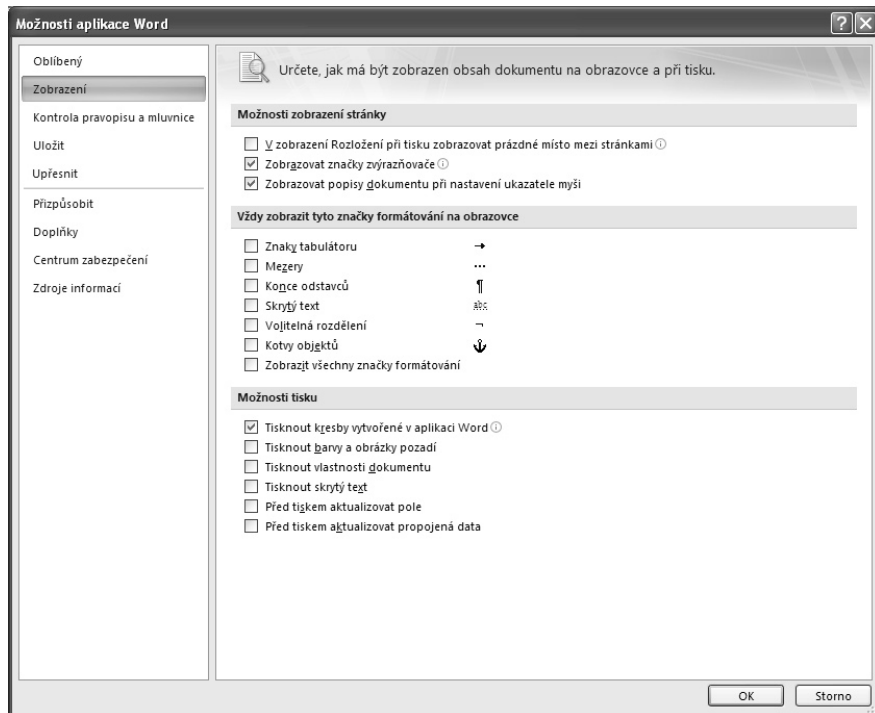 Možnosti aplikace Word
Oblíbený
Zobrazení
Kontrola pravopisu a mluvnice
Uložit
Upřesnit
Přizpůsobit
Doplňky
Centrum zabezpečení
Zdroje informací
Určete, jak má být zobrazen obsah dokumentu na obrazovce a při tisku.
Možnosti zobrazení stránky
V zobrazení Rozložení při tisku zobrazovat prázdné místo mezi stránkami
Zobrazovat značky zvýrazňovače
Zobrazovat popisy dokumentu při nastavení ukazatele myši
Vždy zobrazit tyto značky formátování na obrazovce
Znaky tabulátoru →
Mezery ···
Konce odstavců ¶
Skrytý text abc
Volitelná rozdělení ¬
Kotvy objektů ⚓
Zobrazit všechny značky formátování
Možnosti tisku
Tisknout kresby vytvořené v aplikaci Word
Tisknout barvy a obrázky pozadí
Tisknout vlastnosti dokumentu
Tisknout skrytý text
Před tiskem aktualizovat pole
Před tiskem aktualizovat propojená data
OK Storno